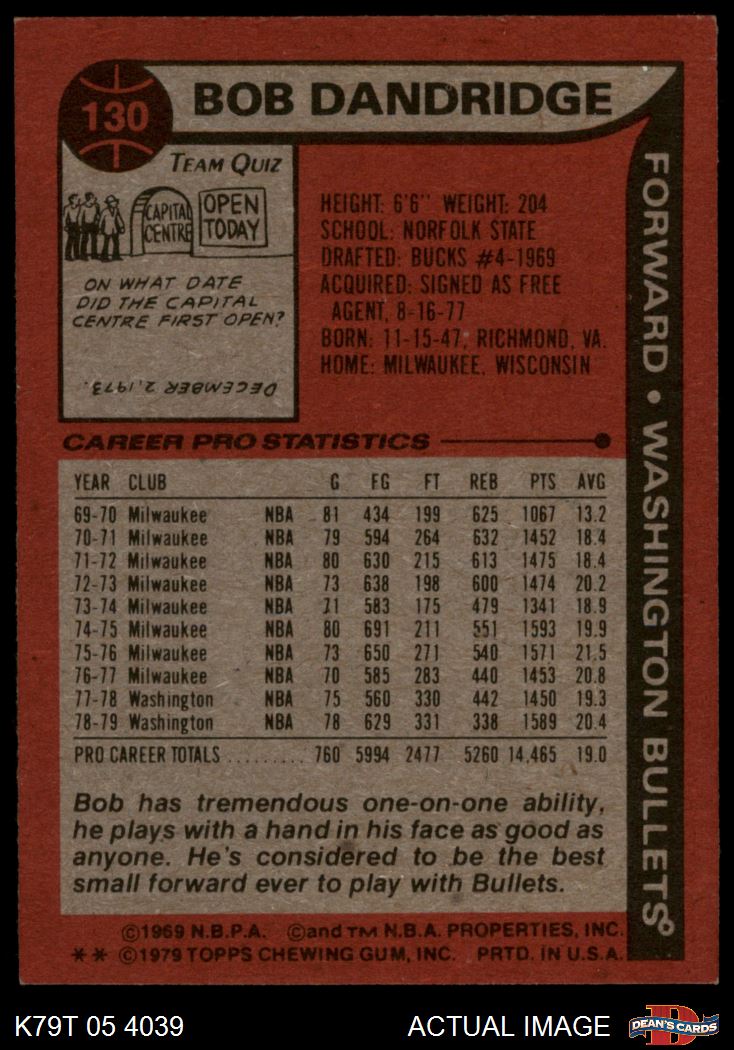 130
BOB DANDRIDGE
TEAM QUIZ
CAPITAL
CENTRE
OPEN
TODAY
ON WHAT DATE
DID THE CAPITAL
CENTRE FIRST OPEN?
DECEMBER 2, 1973.
HEIGHT: 6'6" WEIGHT: 204
SCHOOL: NORFOLK STATE
DRAFTED: BUCKS #4-1969
ACQUIRED: SIGNED AS FREE
AGENT, 8-16-77
BORN: 11-15-47, RICHMOND, VA.
HOME: MILWAUKEE, WISCONSIN
FORWARD • WASHINGTON BULLETS
CAREER PRO STATISTICS
YEAR CLUB G FG FT REB PTS AVG
69-70 Milwaukee NBA 81 434 199 625 1067 13.2
70-71 Milwaukee NBA 79 594 264 632 1452 18.4
71-72 Milwaukee NBA 80 630 215 613 1475 18.4
72-73 Milwaukee NBA 73 638 198 600 1474 20.2
73-74 Milwaukee NBA 71 583 175 479 1341 18.9
74-75 Milwaukee NBA 80 691 211 551 1593 19.9
75-76 Milwaukee NBA 73 650 271 540 1571 21.5
76-77 Milwaukee NBA 70 585 283 440 1453 20.8
77-78 Washington NBA 75 560 330 442 1450 19.3
78-79 Washington NBA 78 629 331 338 1589 20.4
PRO CAREER TOTALS ......... 760 5994 2477 5260 14,465 19.0
Bob has tremendous one-on-one ability,
he plays with a hand in his face as good as
anyone. He's considered to be the best
small forward ever to play with Bullets.
©1969 N.B.P.A. ©and TM N.B.A. PROPERTIES, INC.
** ©1979 TOPPS CHEWING GUM, INC. PRTD. IN U.S.A.
K79T 05 4039
ACTUAL IMAGE
D
DEAN'S CARDS